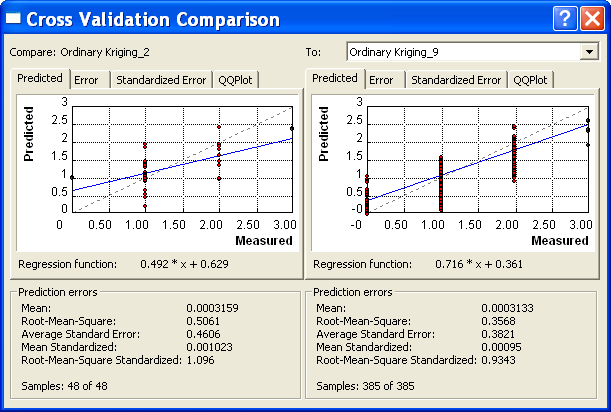 Cross Validation Comparison
Compare: Ordinary Kriging_2
To: Ordinary Kriging_9
Predicted Error Standardized Error QQPlot
Predicted
3
2.5
2
1.5
1
0.5
0
0 0.50 1.00 1.50 2.00 2.50 3.00
Measured
Regression function: 0.492 * x + 0.629
Predicted Error Standardized Error QQPlot
Predicted
3
2.5
2
1.5
1
0.5
0
-0 0.50 1.00 1.50 2.00 2.50 3.00
Measured
Regression function: 0.716 * x + 0.361
Prediction errors
Mean: 0.0003159
Root-Mean-Square: 0.5061
Average Standard Error: 0.4606
Mean Standardized: 0.001023
Root-Mean-Square Standardized: 1.096
Samples: 48 of 48
Prediction errors
Mean: 0.0003133
Root-Mean-Square: 0.3568
Average Standard Error: 0.3821
Mean Standardized: 0.00095
Root-Mean-Square Standardized: 0.9343
Samples: 385 of 385